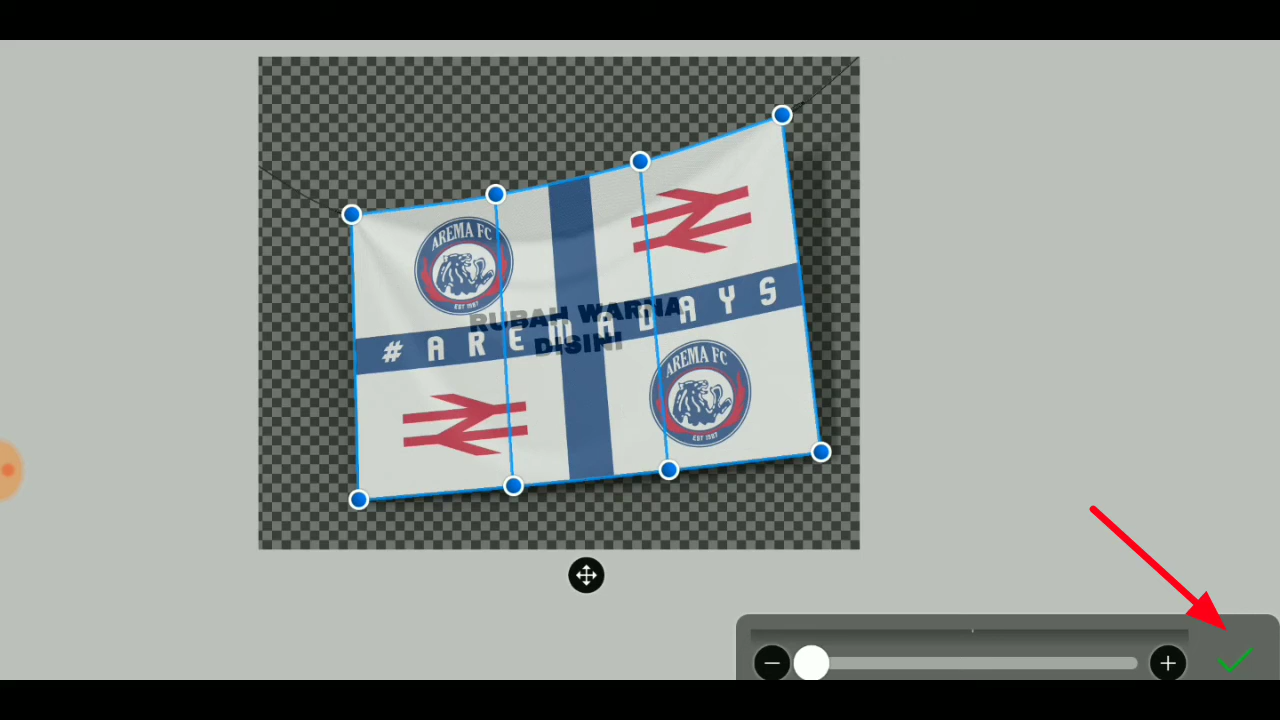 AREMA FC
EST 1987
RUBAH WARNA
DISINI
# A R E M A D A Y S
AREMA FC
EST 1987